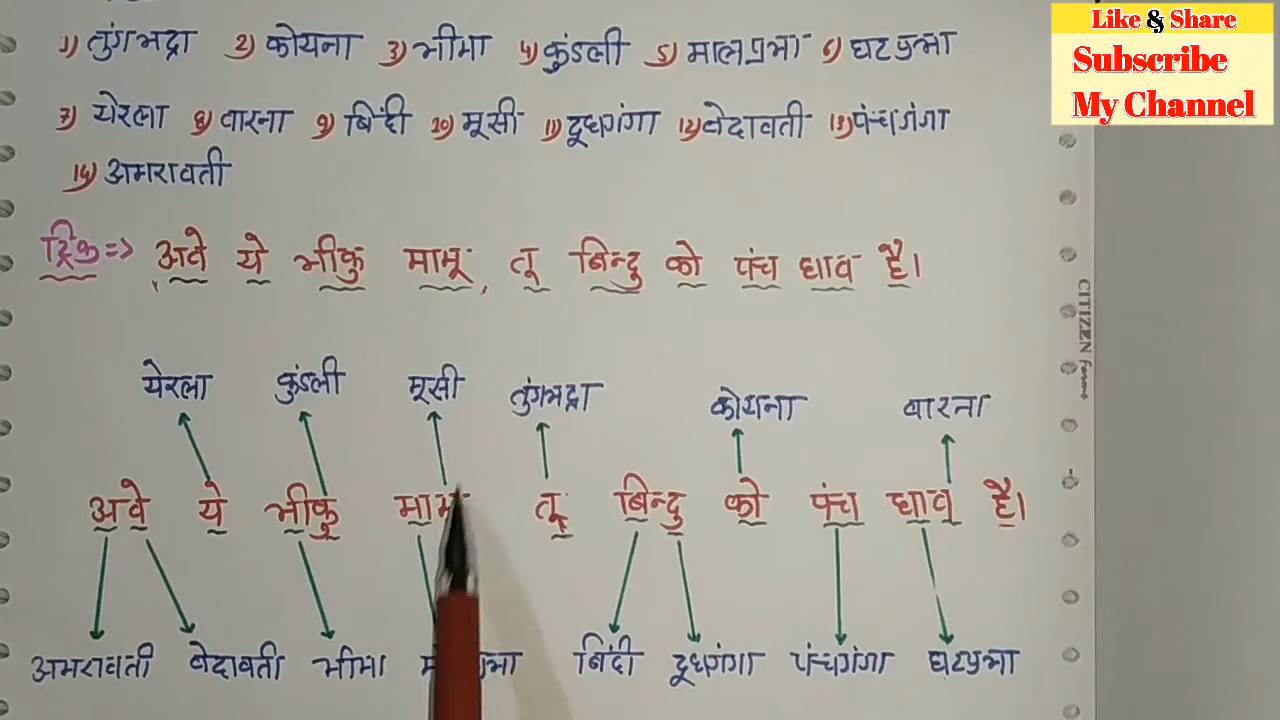 1) तुंगभद्रा 2) कोयना 3) भीमा 4) कुंडली 5) मालप्रभा 6) घटप्रभा
7) येरला 8) वारना 9) बिंदी 10) मूसी 11) दूधगंगा 12) वेदावती 13) पंचगंगा
14) अमरावती
ट्रिक => अवे ये भीकु मामू, तू बिन्दु को पंच घाव है।
येरला कुंडली मूसी तुंगभद्रा कोयना वारना
अवे ये भीकु तू बिन्दु को पंच घाव है।
अमरावती वेदावती भीमा बिंदी दूधगंगा पंचगंगा घटप्रभा
Like & Share
Subscribe
My Channel
CITIZEN Forms